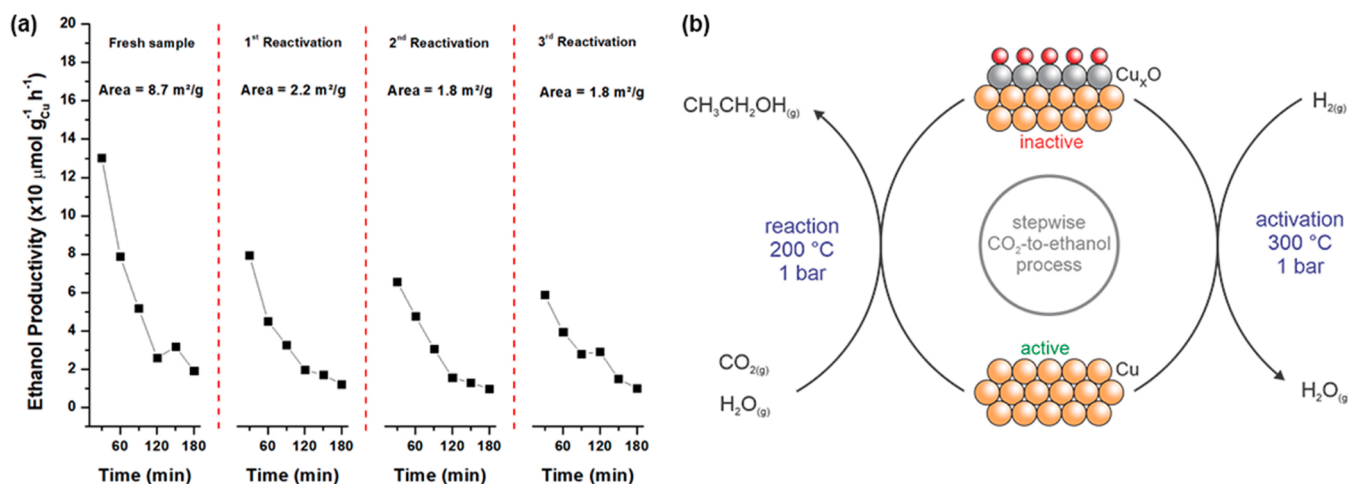 (a)
Ethanol Productivity (x10 μmol g⁻¹Cu h⁻¹)
20
18
16
14
12
10
8
6
4
2
0
Fresh sample
Area = 8.7 m²/g
60 120 180
Time (min)
1st Reactivation
Area = 2.2 m²/g
60 120 180
Time (min)
2nd Reactivation
Area = 1.8 m²/g
60 120 180
Time (min)
3rd Reactivation
Area = 1.8 m²/g
60 120 180
Time (min)
(b)
CuxO
inactive
CH3CH2OH(g)
H2(g)
reaction
200 °C
1 bar
stepwise
CO2-to-ethanol
process
activation
300 °C
1 bar
active
Cu
CO2(g)
H2O(g)
H2O(g)